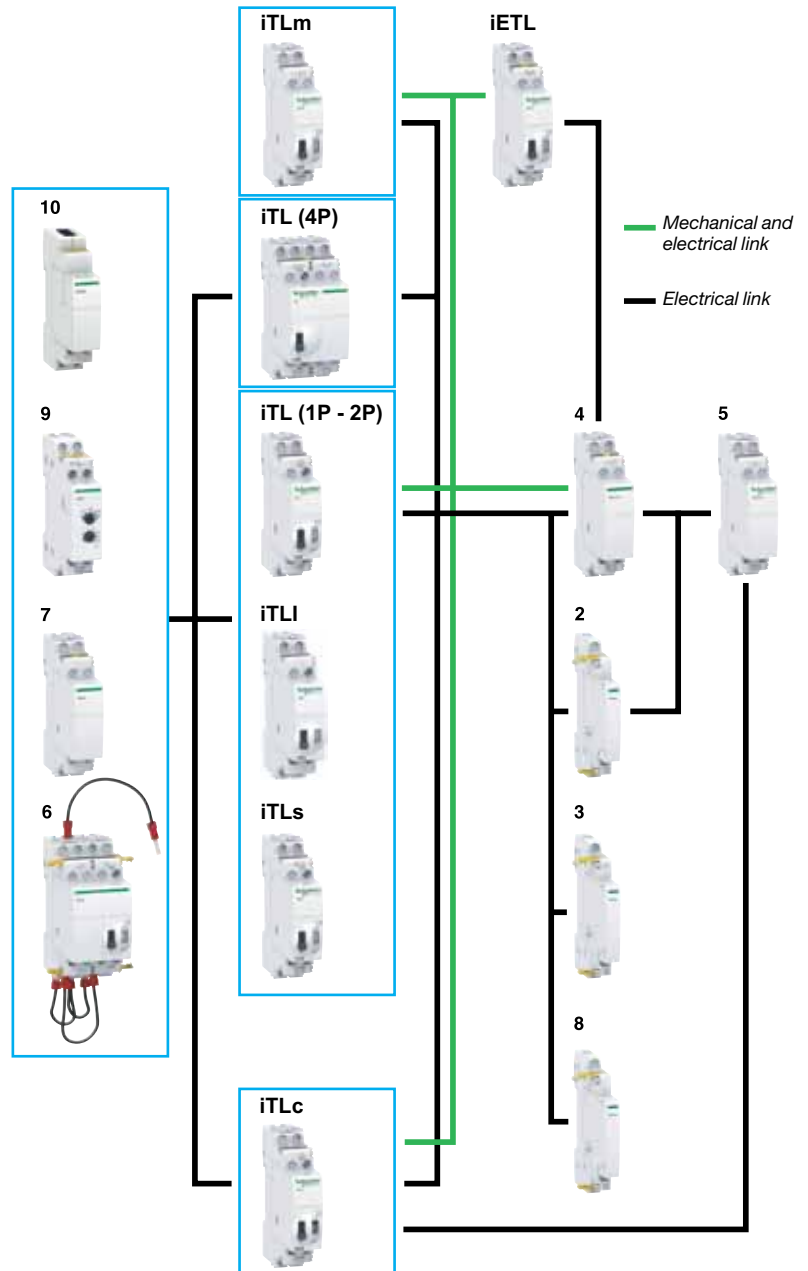 iTLm
iETL
10
iTL (4P)
Mechanical and
electrical link
Electrical link
9
iTL (1P - 2P)
4
5
7
iTLI
2
6
iTLs
3
8
iTLc